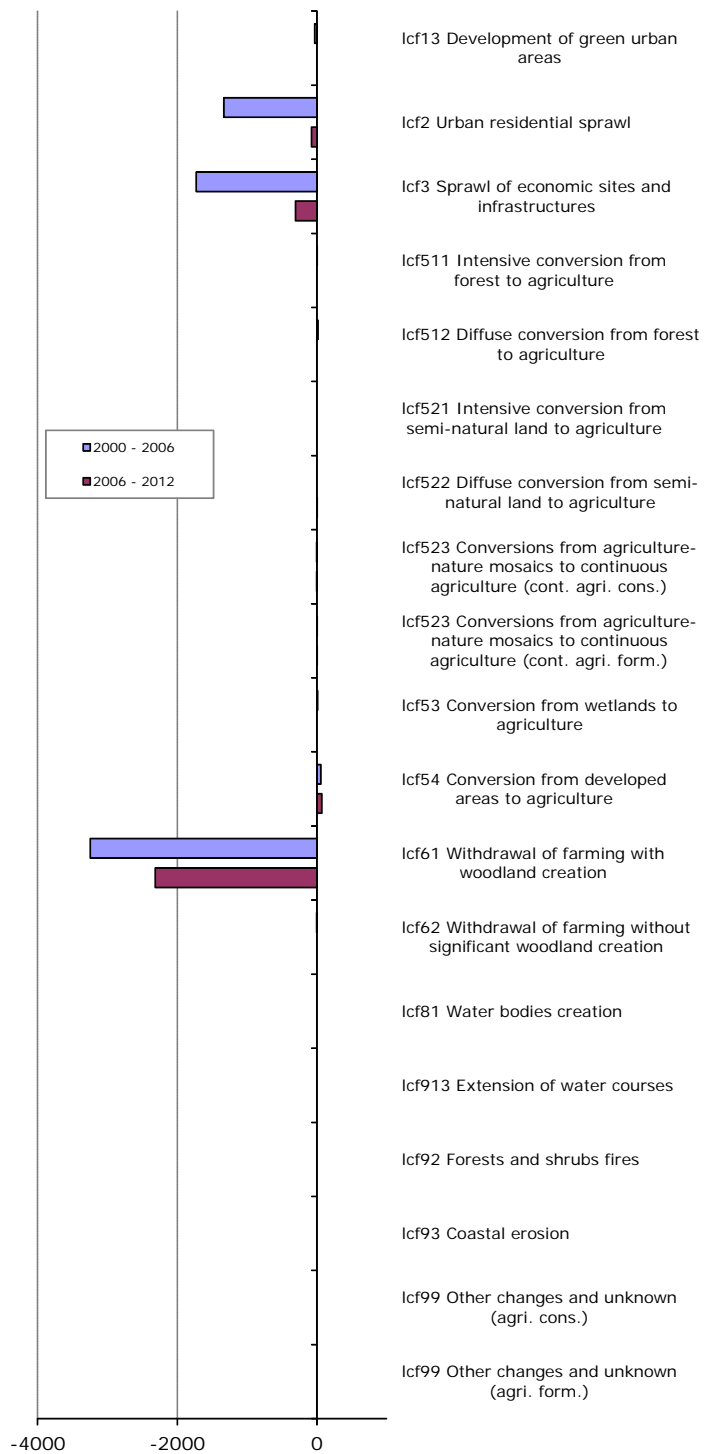 lcf13 Development of green urban
areas
lcf2 Urban residential sprawl
lcf3 Sprawl of economic sites and
infrastructures
lcf511 Intensive conversion from
forest to agriculture
lcf512 Diffuse conversion from forest
to agriculture
lcf521 Intensive conversion from
semi-natural land to agriculture
2000 - 2006
2006 - 2012
lcf522 Diffuse conversion from semi-
natural land to agriculture
lcf523 Conversions from agriculture-
nature mosaics to continuous
agriculture (cont. agri. cons.)
lcf523 Conversions from agriculture-
nature mosaics to continuous
agriculture (cont. agri. form.)
lcf53 Conversion from wetlands to
agriculture
lcf54 Conversion from developed
areas to agriculture
lcf61 Withdrawal of farming with
woodland creation
lcf62 Withdrawal of farming without
significant woodland creation
lcf81 Water bodies creation
lcf913 Extension of water courses
lcf92 Forests and shrubs fires
lcf93 Coastal erosion
lcf99 Other changes and unknown
(agri. cons.)
lcf99 Other changes and unknown
(agri. form.)
-4000 -2000 0